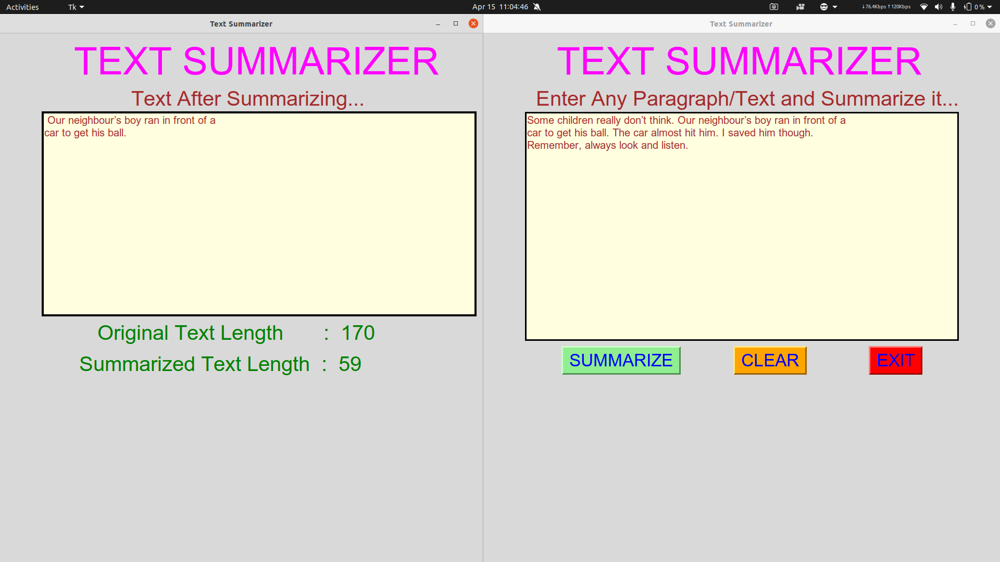 Activities Tk Apr 15 11:04:46 ↓76.4Kbps↑120Kbps 0 %
Text Summarizer
TEXT SUMMARIZER
Text After Summarizing...
Our neighbour’s boy ran in front of a
car to get his ball.
Original Text Length : 170
Summarized Text Length : 59
Text Summarizer
TEXT SUMMARIZER
Enter Any Paragraph/Text and Summarize it...
Some children really don’t think. Our neighbour’s boy ran in front of a
car to get his ball. The car almost hit him. I saved him though.
Remember, always look and listen.
SUMMARIZE CLEAR EXIT